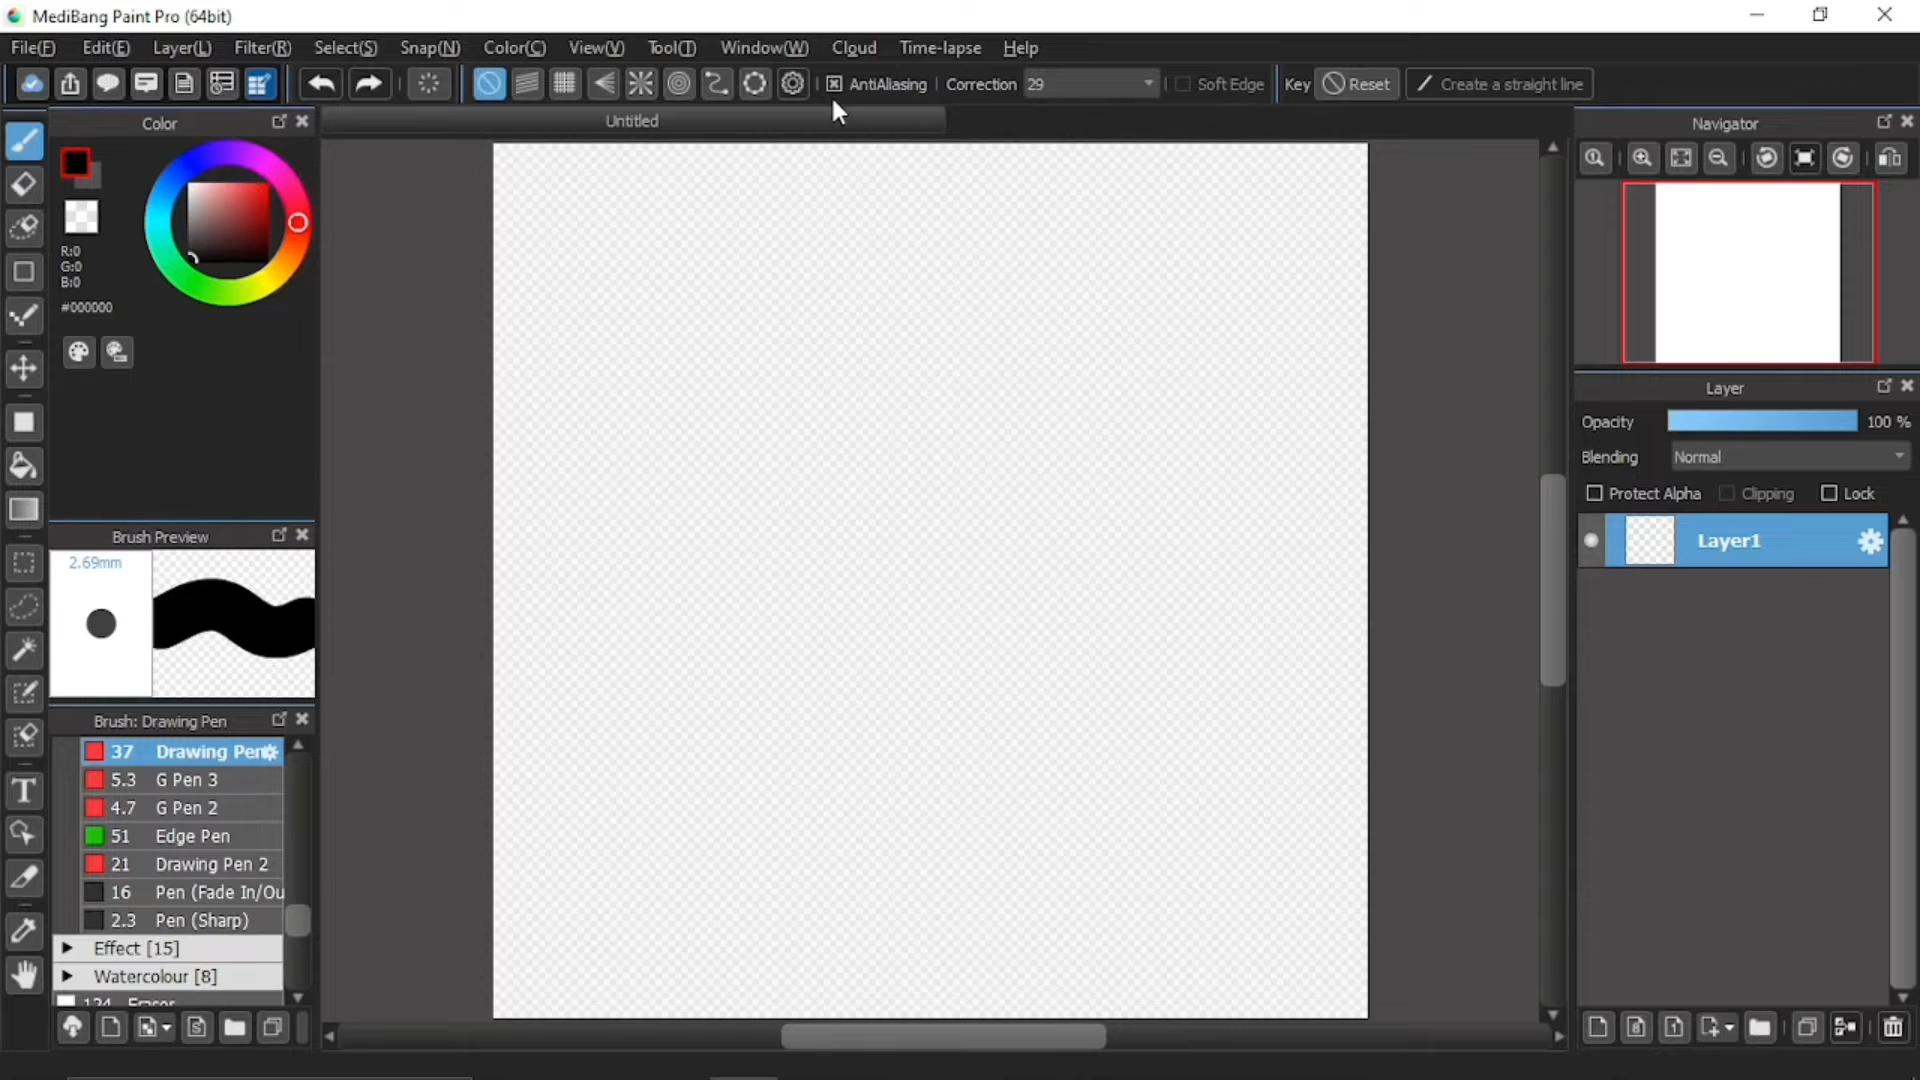 MediBang Paint Pro (64bit)
File(F) Edit(E) Layer(L) Filter(R) Select(S) Snap(N) Color(C) View(V) Tool(T) Window(W) Cloud Time-lapse Help
AntiAliasing Correction 29 Soft Edge Key Reset Create a straight line
Untitled
Color
R:0
G:0
B:0
#000000
Brush Preview
2.69mm
Brush: Drawing Pen
37 Drawing Pen
5.3 G Pen 3
4.7 G Pen 2
51 Edge Pen
21 Drawing Pen 2
16 Pen (Fade In/Ou
2.3 Pen (Sharp)
Effect [15]
Watercolour [8]
124 Eraser
Navigator
Layer
Opacity 100 %
Blending Normal
Protect Alpha Clipping Lock
Layer1